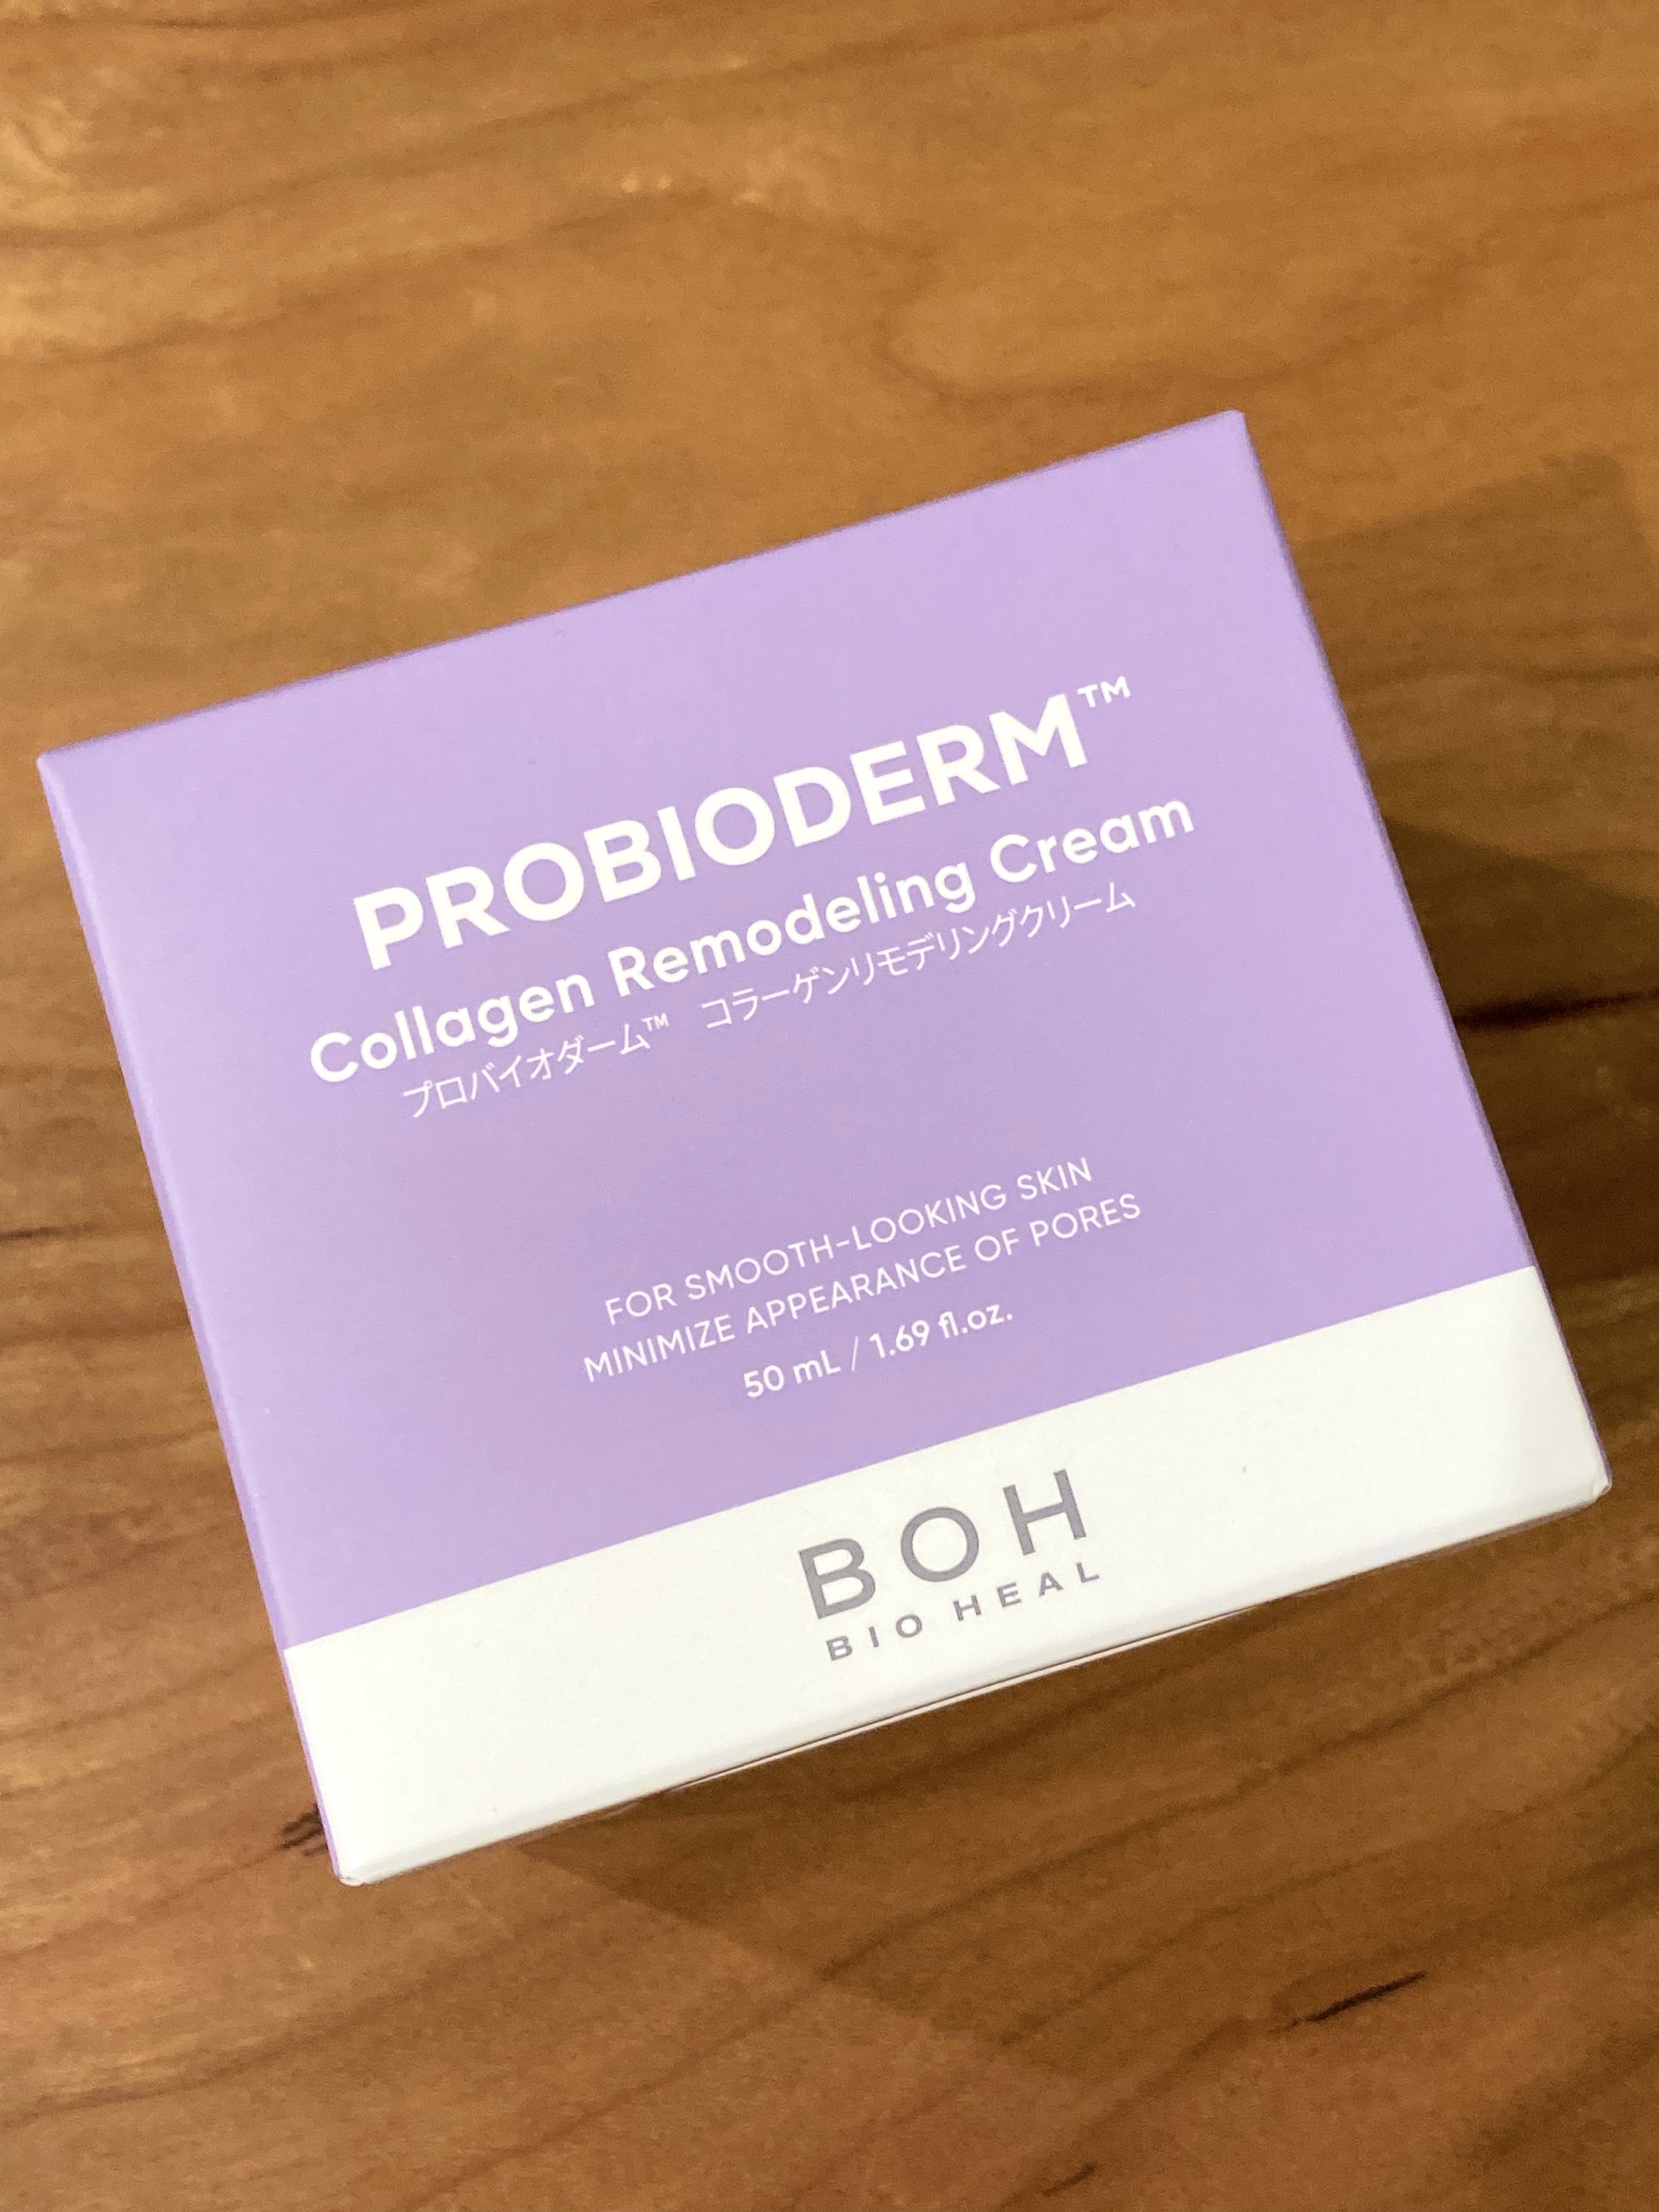 PROBIODERM™
Collagen Remodeling Cream
プロバイオダーム™ コラーゲンリモデリングクリーム
FOR SMOOTH-LOOKING SKIN
MINIMIZE APPEARANCE OF PORES
50 mL / 1.69 fl.oz.
BOH
BIO HEAL